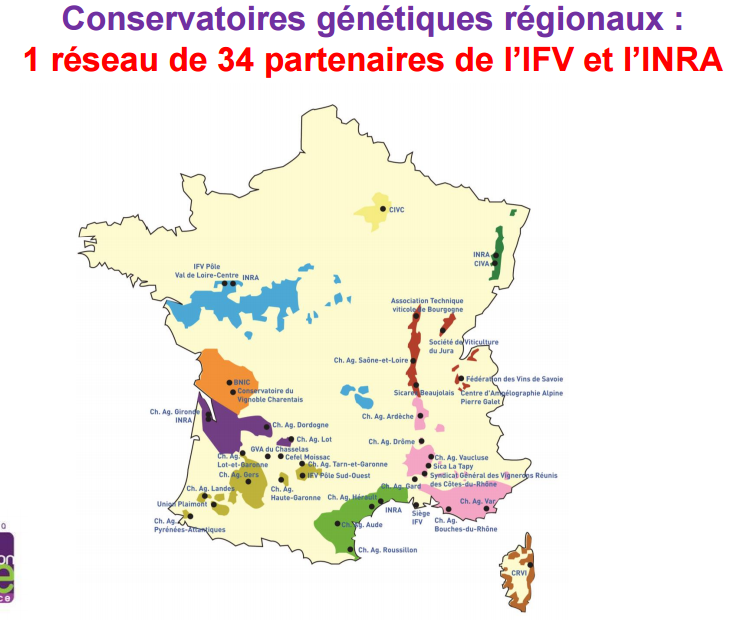 Conservatoires génétiques régionaux :
1 réseau de 34 partenaires de l'IFV et l'INRA
CIVC
INRA
CIVA
IFV Pôle
Val de Loire-Centre
INRA
Association Technique
viticole de Bourgogne
Société de Viticulture
du Jura
Ch. Ag. Saône-et-Loire
Fédération des Vins de Savoie
Sicarex Beaujolais
Centre d'Ampélographie Alpine
Pierre Galet
BNIC
Conservatoire du
Vignoble Charentais
Ch. Ag. Gironde
INRA
Ch. Ag. Ardèche
Ch. Ag. Dordogne
Ch. Ag. Lot
Ch. Ag. Drôme
GVA du Chasselas
Ch. Ag.
Lot-et-Garonne
Cefel Moissac
Ch. Ag. Vaucluse
Ch. Ag. Tarn-et-Garonne
Sica La Tapy
Ch. Ag. Gers
IFV Pôle Sud-Ouest
Syndicat Général des Vignerons Réunis
des Côtes-du-Rhône
Ch. Ag. Landes
Ch. Ag.
Haute-Garonne
Ch. Ag. Gard
Union Plaimont
Ch. Ag. Hérault
INRA
Siège
IFV
Ch. Ag. Var
Ch. Ag.
Pyrénées-Atlantiques
Ch. Ag. Aude
Ch. Ag.
Bouches-du-Rhône
Ch. Ag. Roussillon
CRVI